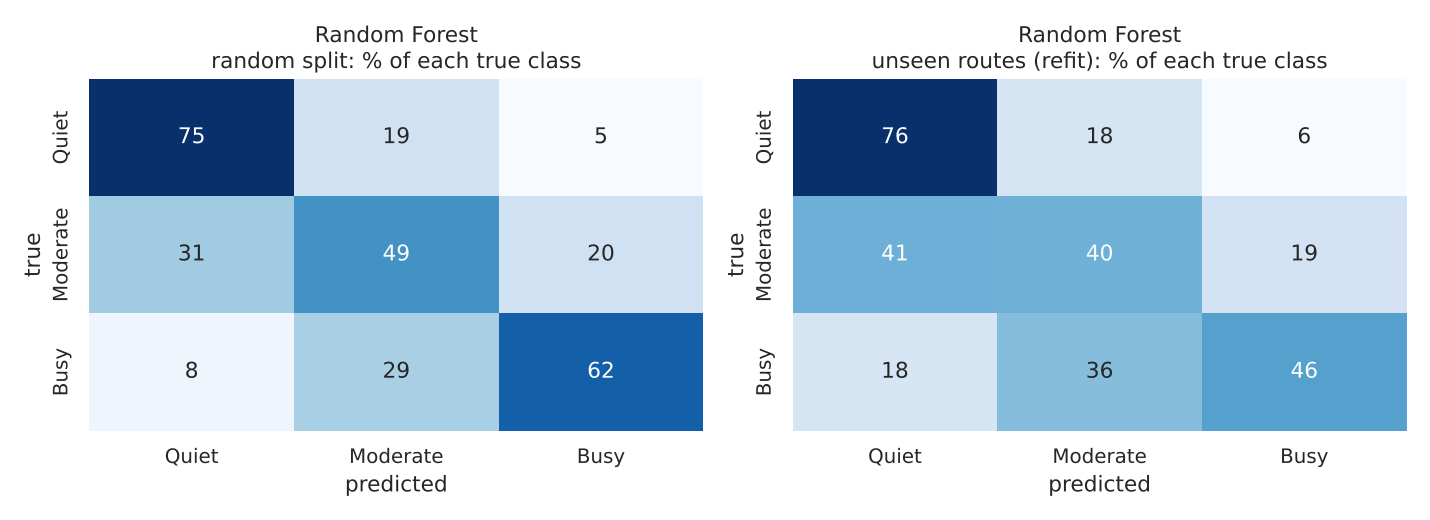 Random Forest
random split: % of each true class
true
Quiet
75 19 5
Moderate
31 49 20
Busy
8 29 62
Quiet Moderate Busy
predicted
Random Forest
unseen routes (refit): % of each true class
true
Quiet
76 18 6
Moderate
41 40 19
Busy
18 36 46
Quiet Moderate Busy
predicted